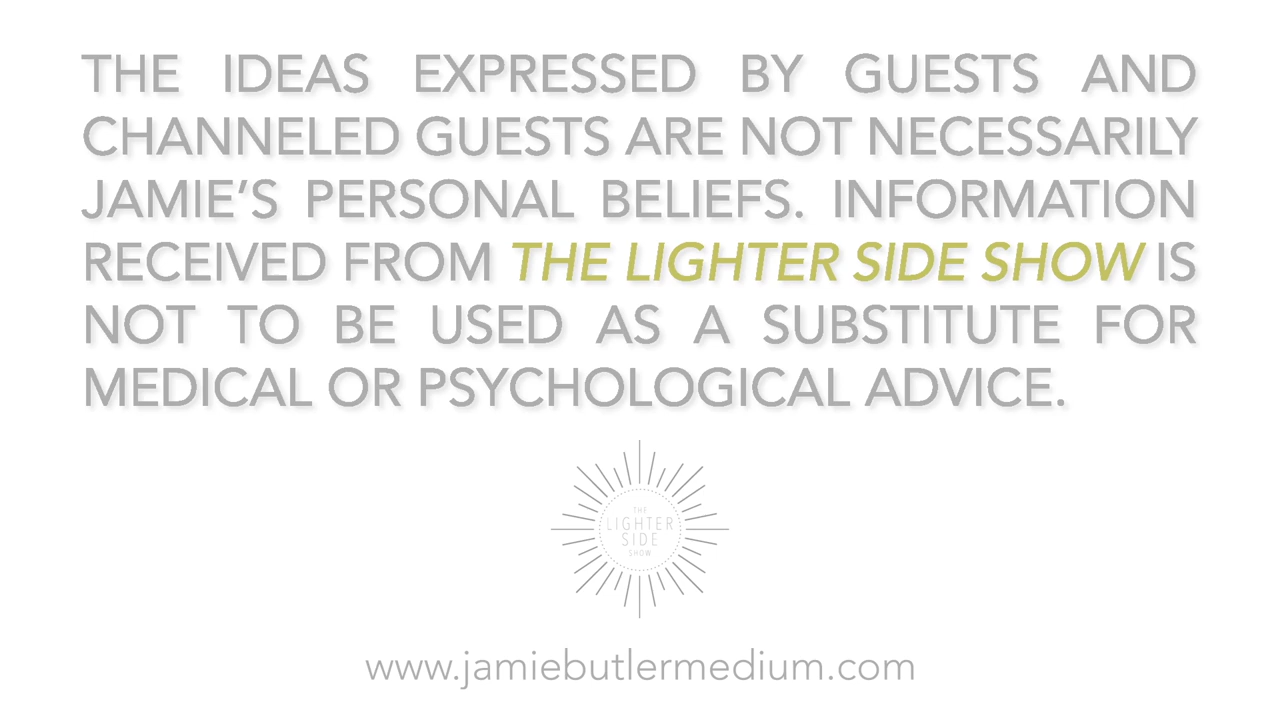 THE IDEAS EXPRESSED BY GUESTS AND
CHANNELED GUESTS ARE NOT NECESSARILY
JAMIE’S PERSONAL BELIEFS. INFORMATION
RECEIVED FROM THE LIGHTER SIDE SHOW IS
NOT TO BE USED AS A SUBSTITUTE FOR
MEDICAL OR PSYCHOLOGICAL ADVICE.
THE
LIGHTER
SIDE
SHOW
www.jamiebutlermedium.com